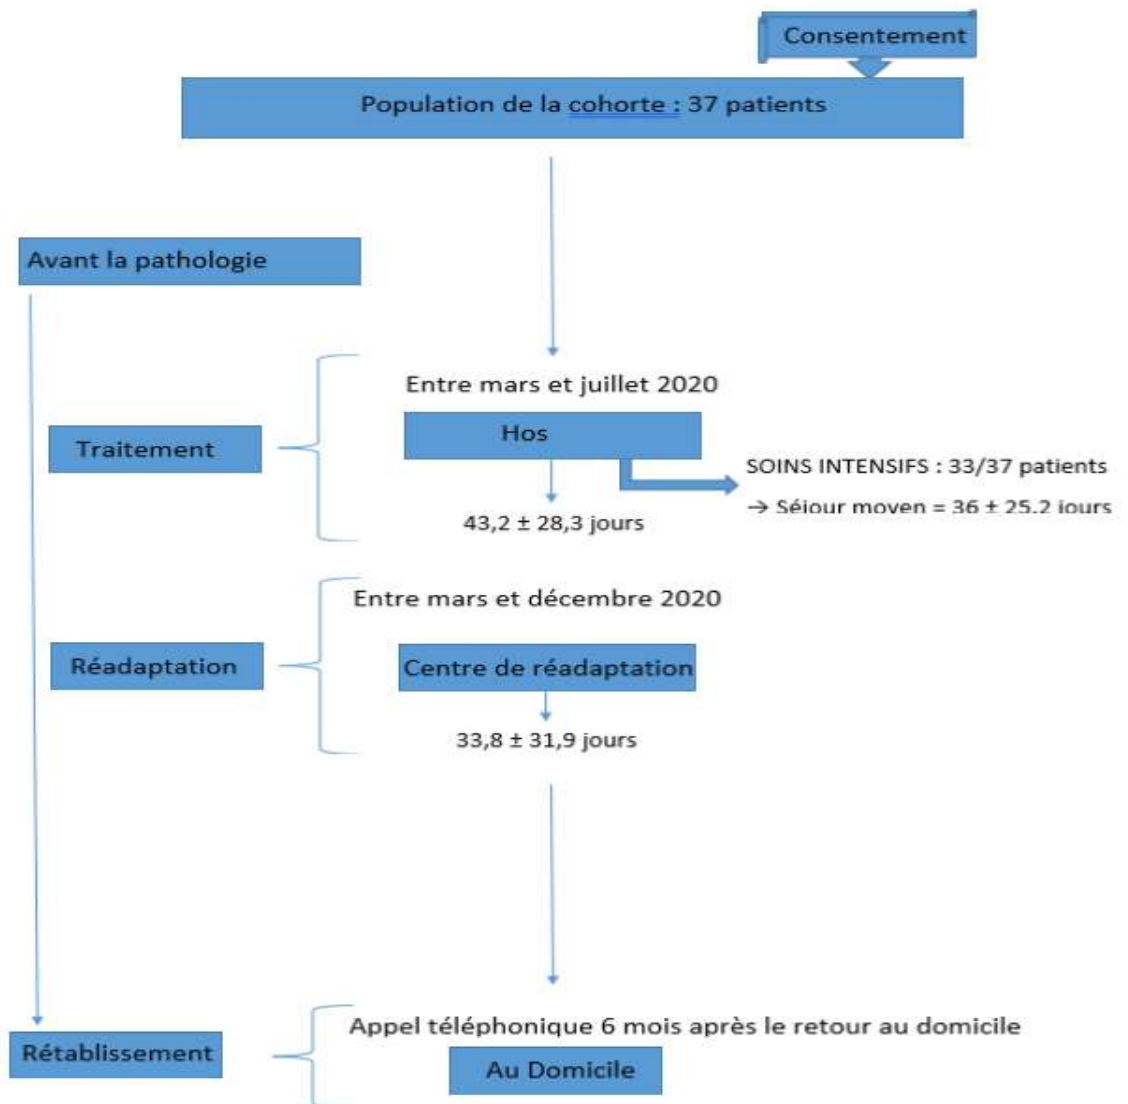 Consentement
Population de la cohorte : 37 patients
Avant la pathologie
Entre mars et juillet 2020
Traitement
Hos
SOINS INTENSIFS : 33/37 patients
→ Séjour moyen = 36 ± 25.2 jours
43,2 ± 28,3 jours
Entre mars et décembre 2020
Réadaptation
Centre de réadaptation
33,8 ± 31,9 jours
Appel téléphonique 6 mois après le retour au domicile
Rétablissement
Au Domicile